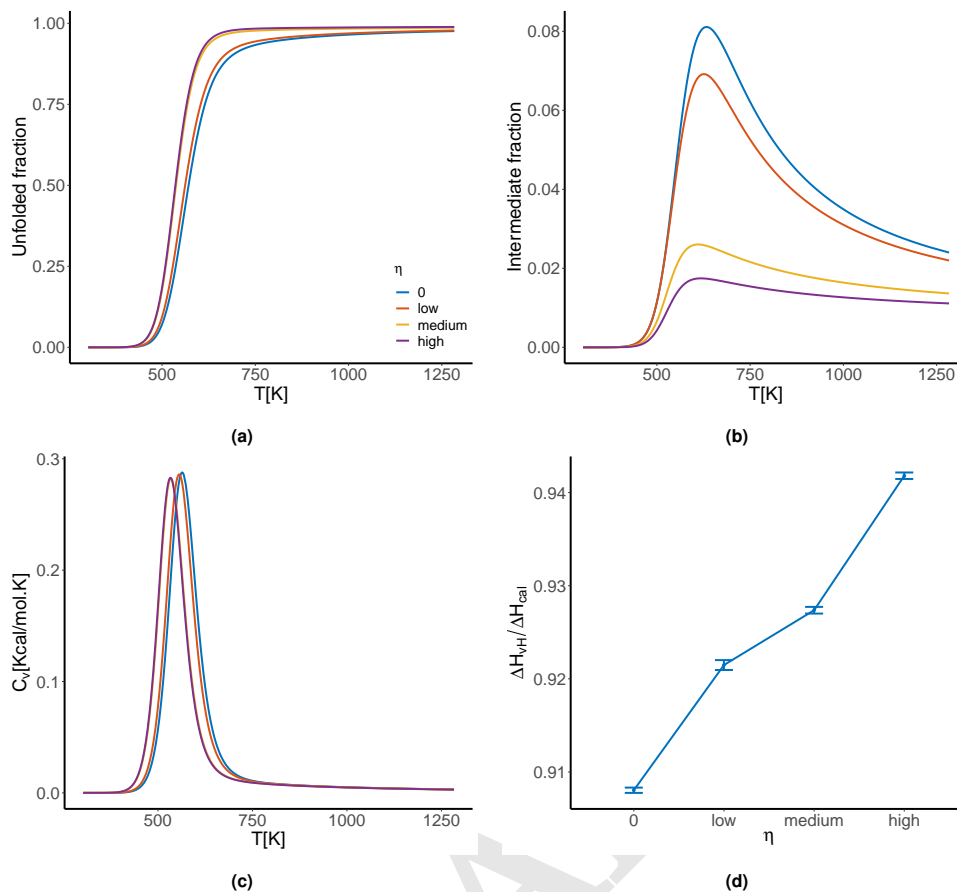 1.00
0.75
0.50
0.25
0.00
Unfolded fraction
η
0
low
medium
high
500
750
1000
1250
T[K]
(a)
0.08
0.06
0.04
0.02
0.00
Intermediate fraction
500
750
1000
1250
T[K]
(b)
0.3
0.2
0.1
0.0
Cv[Kcal/mol.K]
500
750
1000
1250
T[K]
(c)
0.94
0.93
0.92
0.91
ΔHvH/ΔHcal
0
low
medium
high
η
(d)